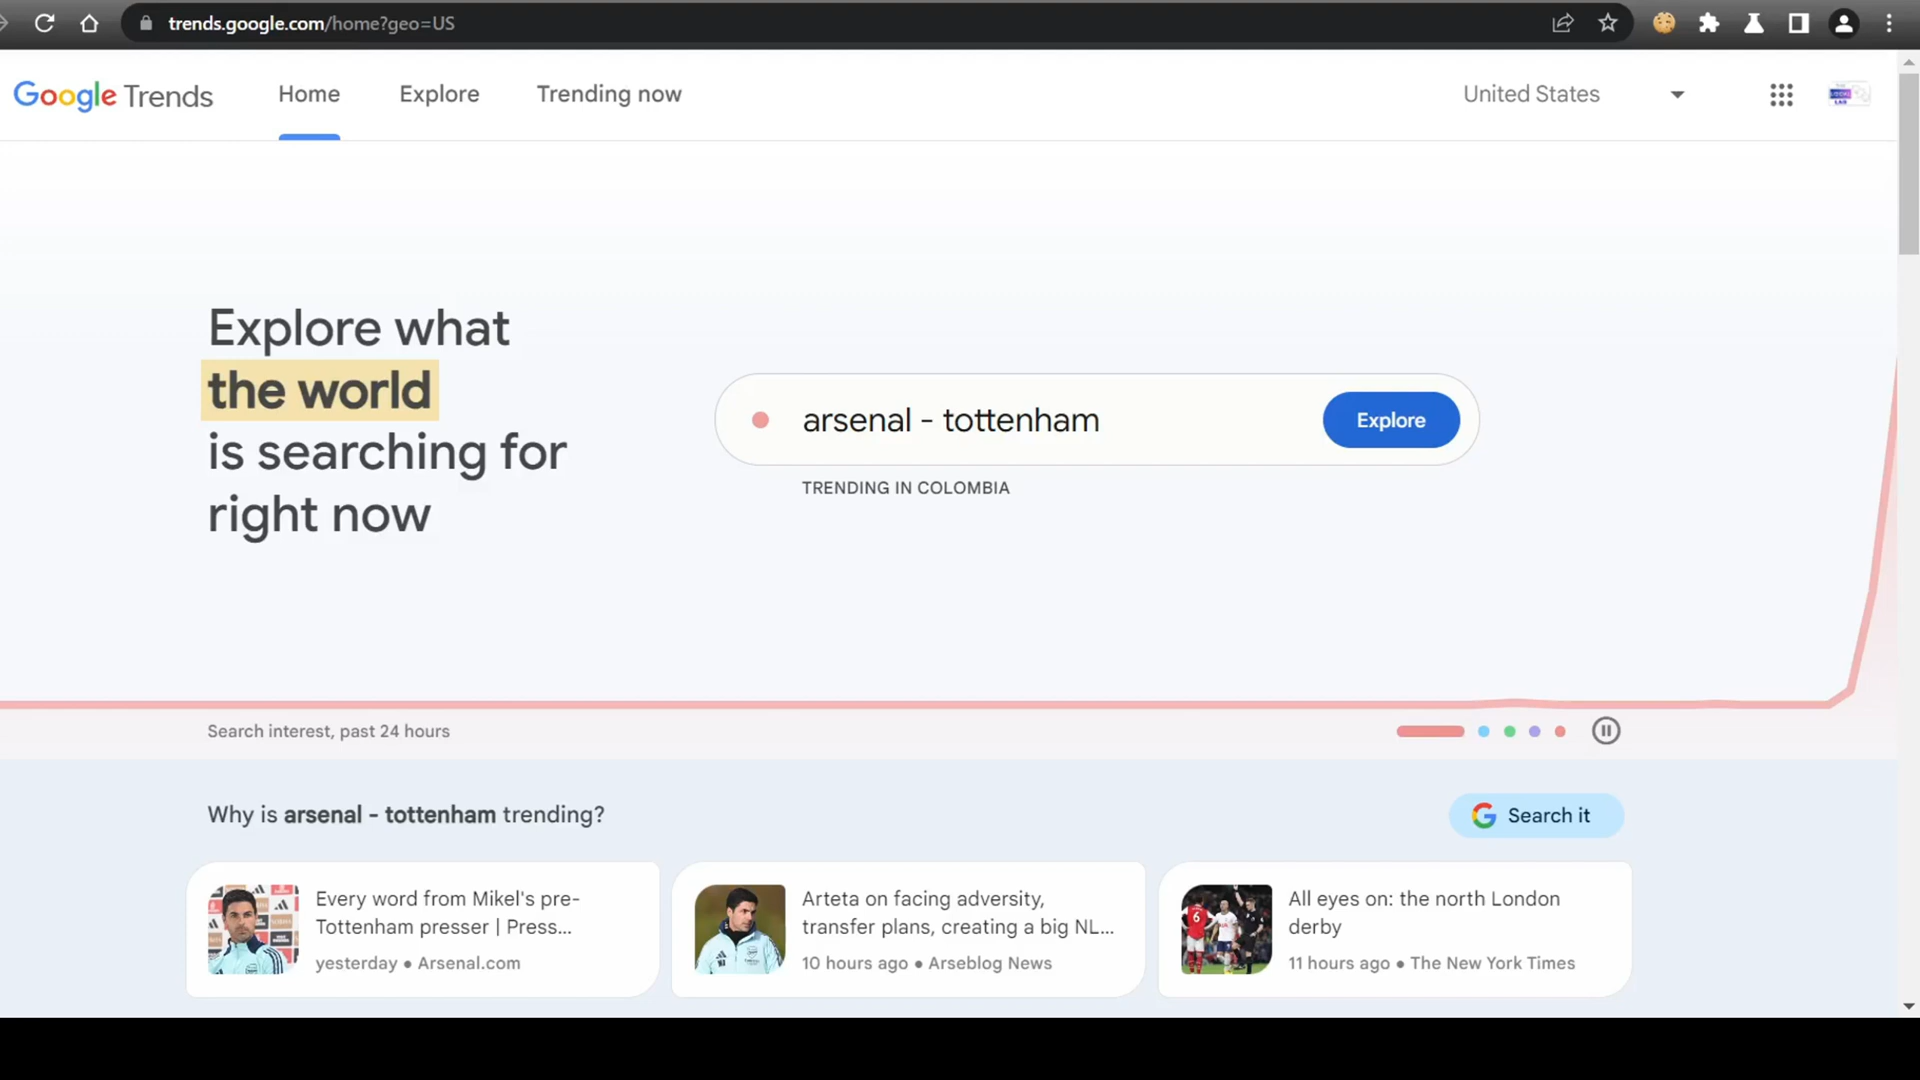 trends.google.com/home?geo=US
Google Trends Home Explore Trending now United States
Explore what
the world
is searching for
right now
arsenal - tottenham
Explore
TRENDING IN COLOMBIA
Search interest, past 24 hours
Why is arsenal - tottenham trending?
Search it
Every word from Mikel's pre-
Tottenham presser | Press...
yesterday • Arsenal.com
Arteta on facing adversity,
transfer plans, creating a big NL...
10 hours ago • Arseblog News
All eyes on: the north London
derby
11 hours ago • The New York Times